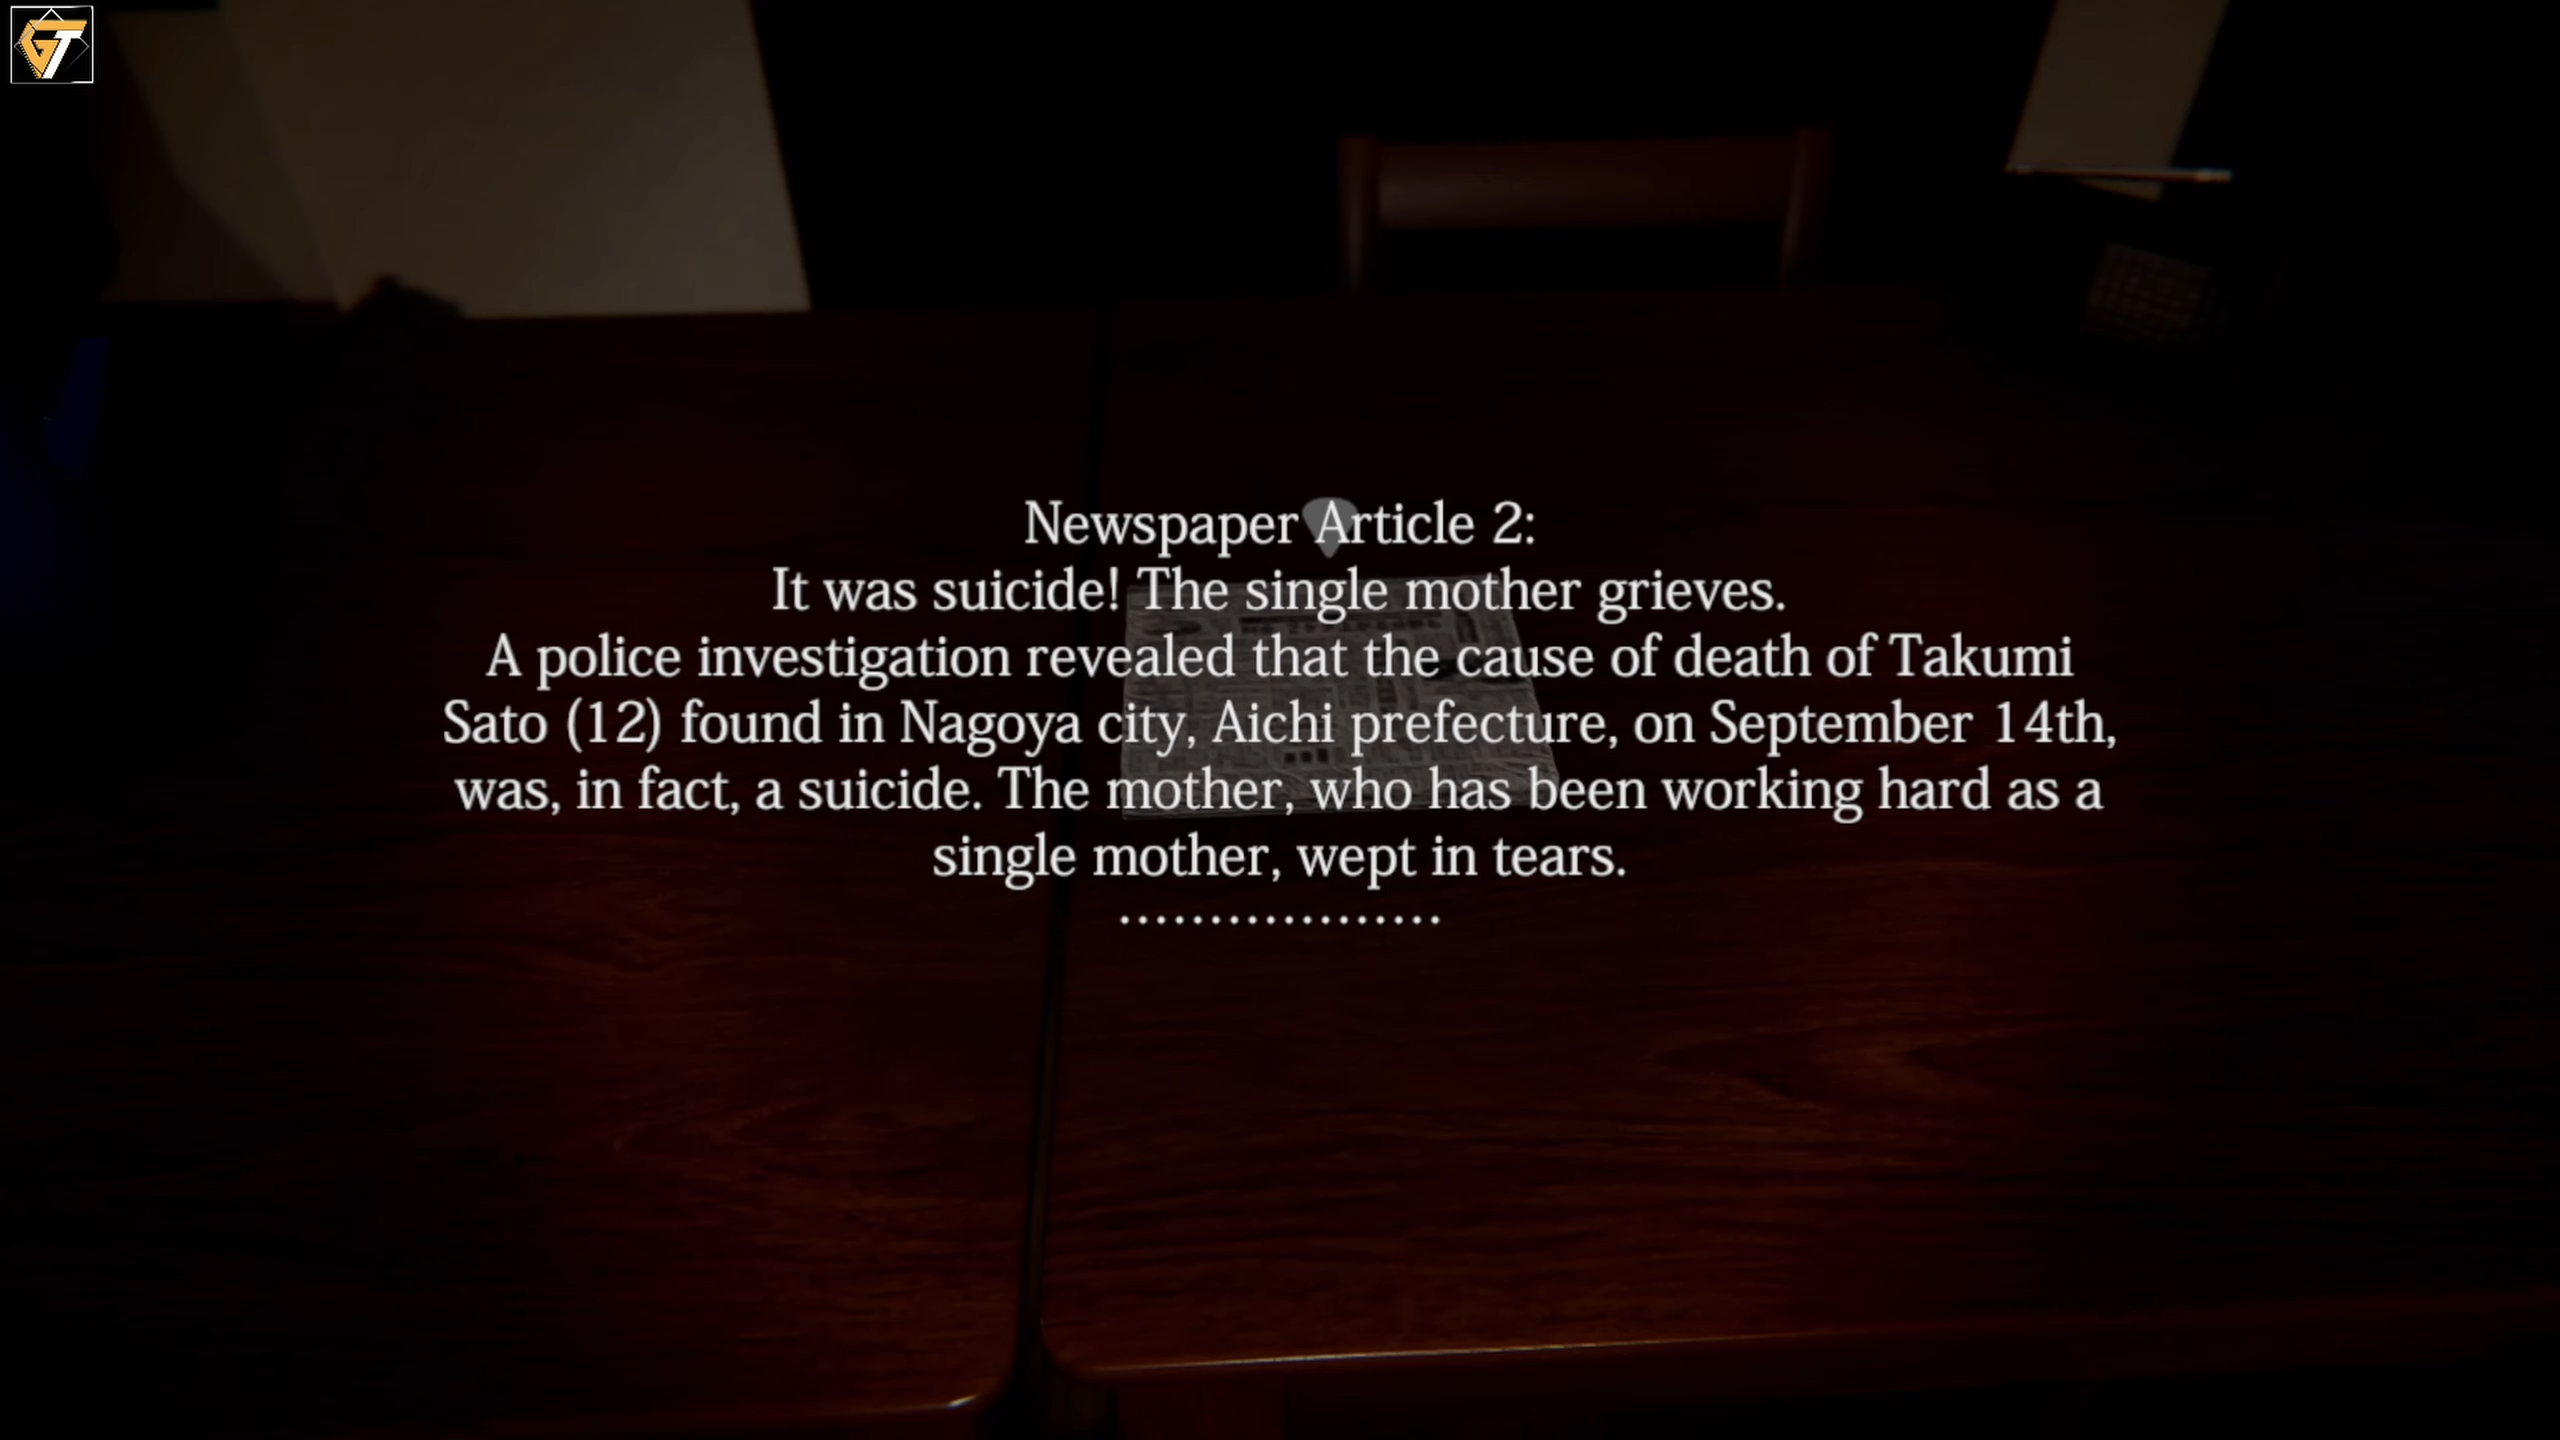 GT
Newspaper Article 2:
It was suicide! The single mother grieves.
A police investigation revealed that the cause of death of Takumi
Sato (12) found in Nagoya city, Aichi prefecture, on September 14th,
was, in fact, a suicide. The mother, who has been working hard as a
single mother, wept in tears.
..................